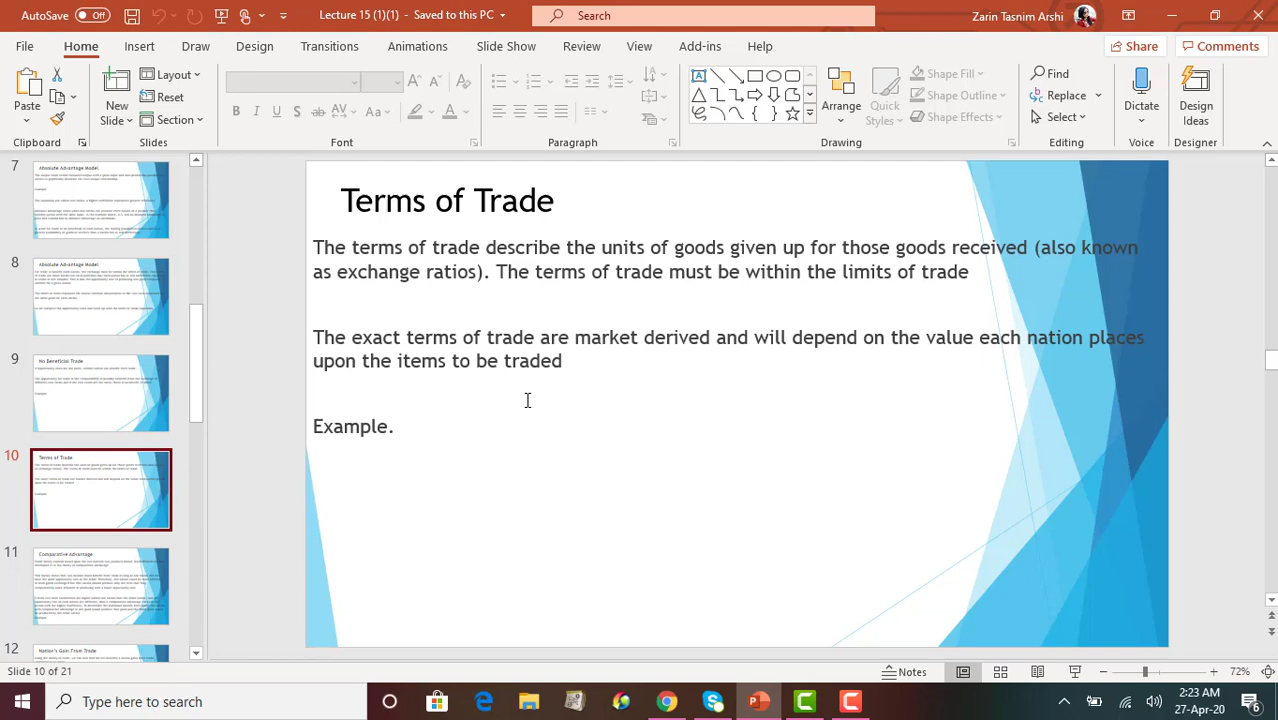 AutoSave Off Lecture 15 (1)(1) - Saved to this PC Search Zarin Tasnim Arshi
File Home Insert Draw Design Transitions Animations Slide Show Review View Add-ins Help Share Comments
Paste New Slide Layout Reset Section Arrange Quick Styles Shape Fill Shape Outline Shape Effects Find Replace Select Dictate Design Ideas
Clipboard Slides Font Paragraph Drawing Editing Voice Designer
7
Absolute Advantage Model
8
Absolute Advantage Model
9
No Beneficial Trade
10
Terms of Trade
11
Comparative Advantage
12
Nation's Gain From Trade
Terms of Trade
The terms of trade describe the units of goods given up for those goods received (also known
as exchange ratios). The terms of trade must be within the limits of trade
The exact terms of trade are market derived and will depend on the value each nation places
upon the items to be traded
Example.
Slide 10 of 21 Notes 72%
Type here to search 2:23 AM
27-Apr-20 6